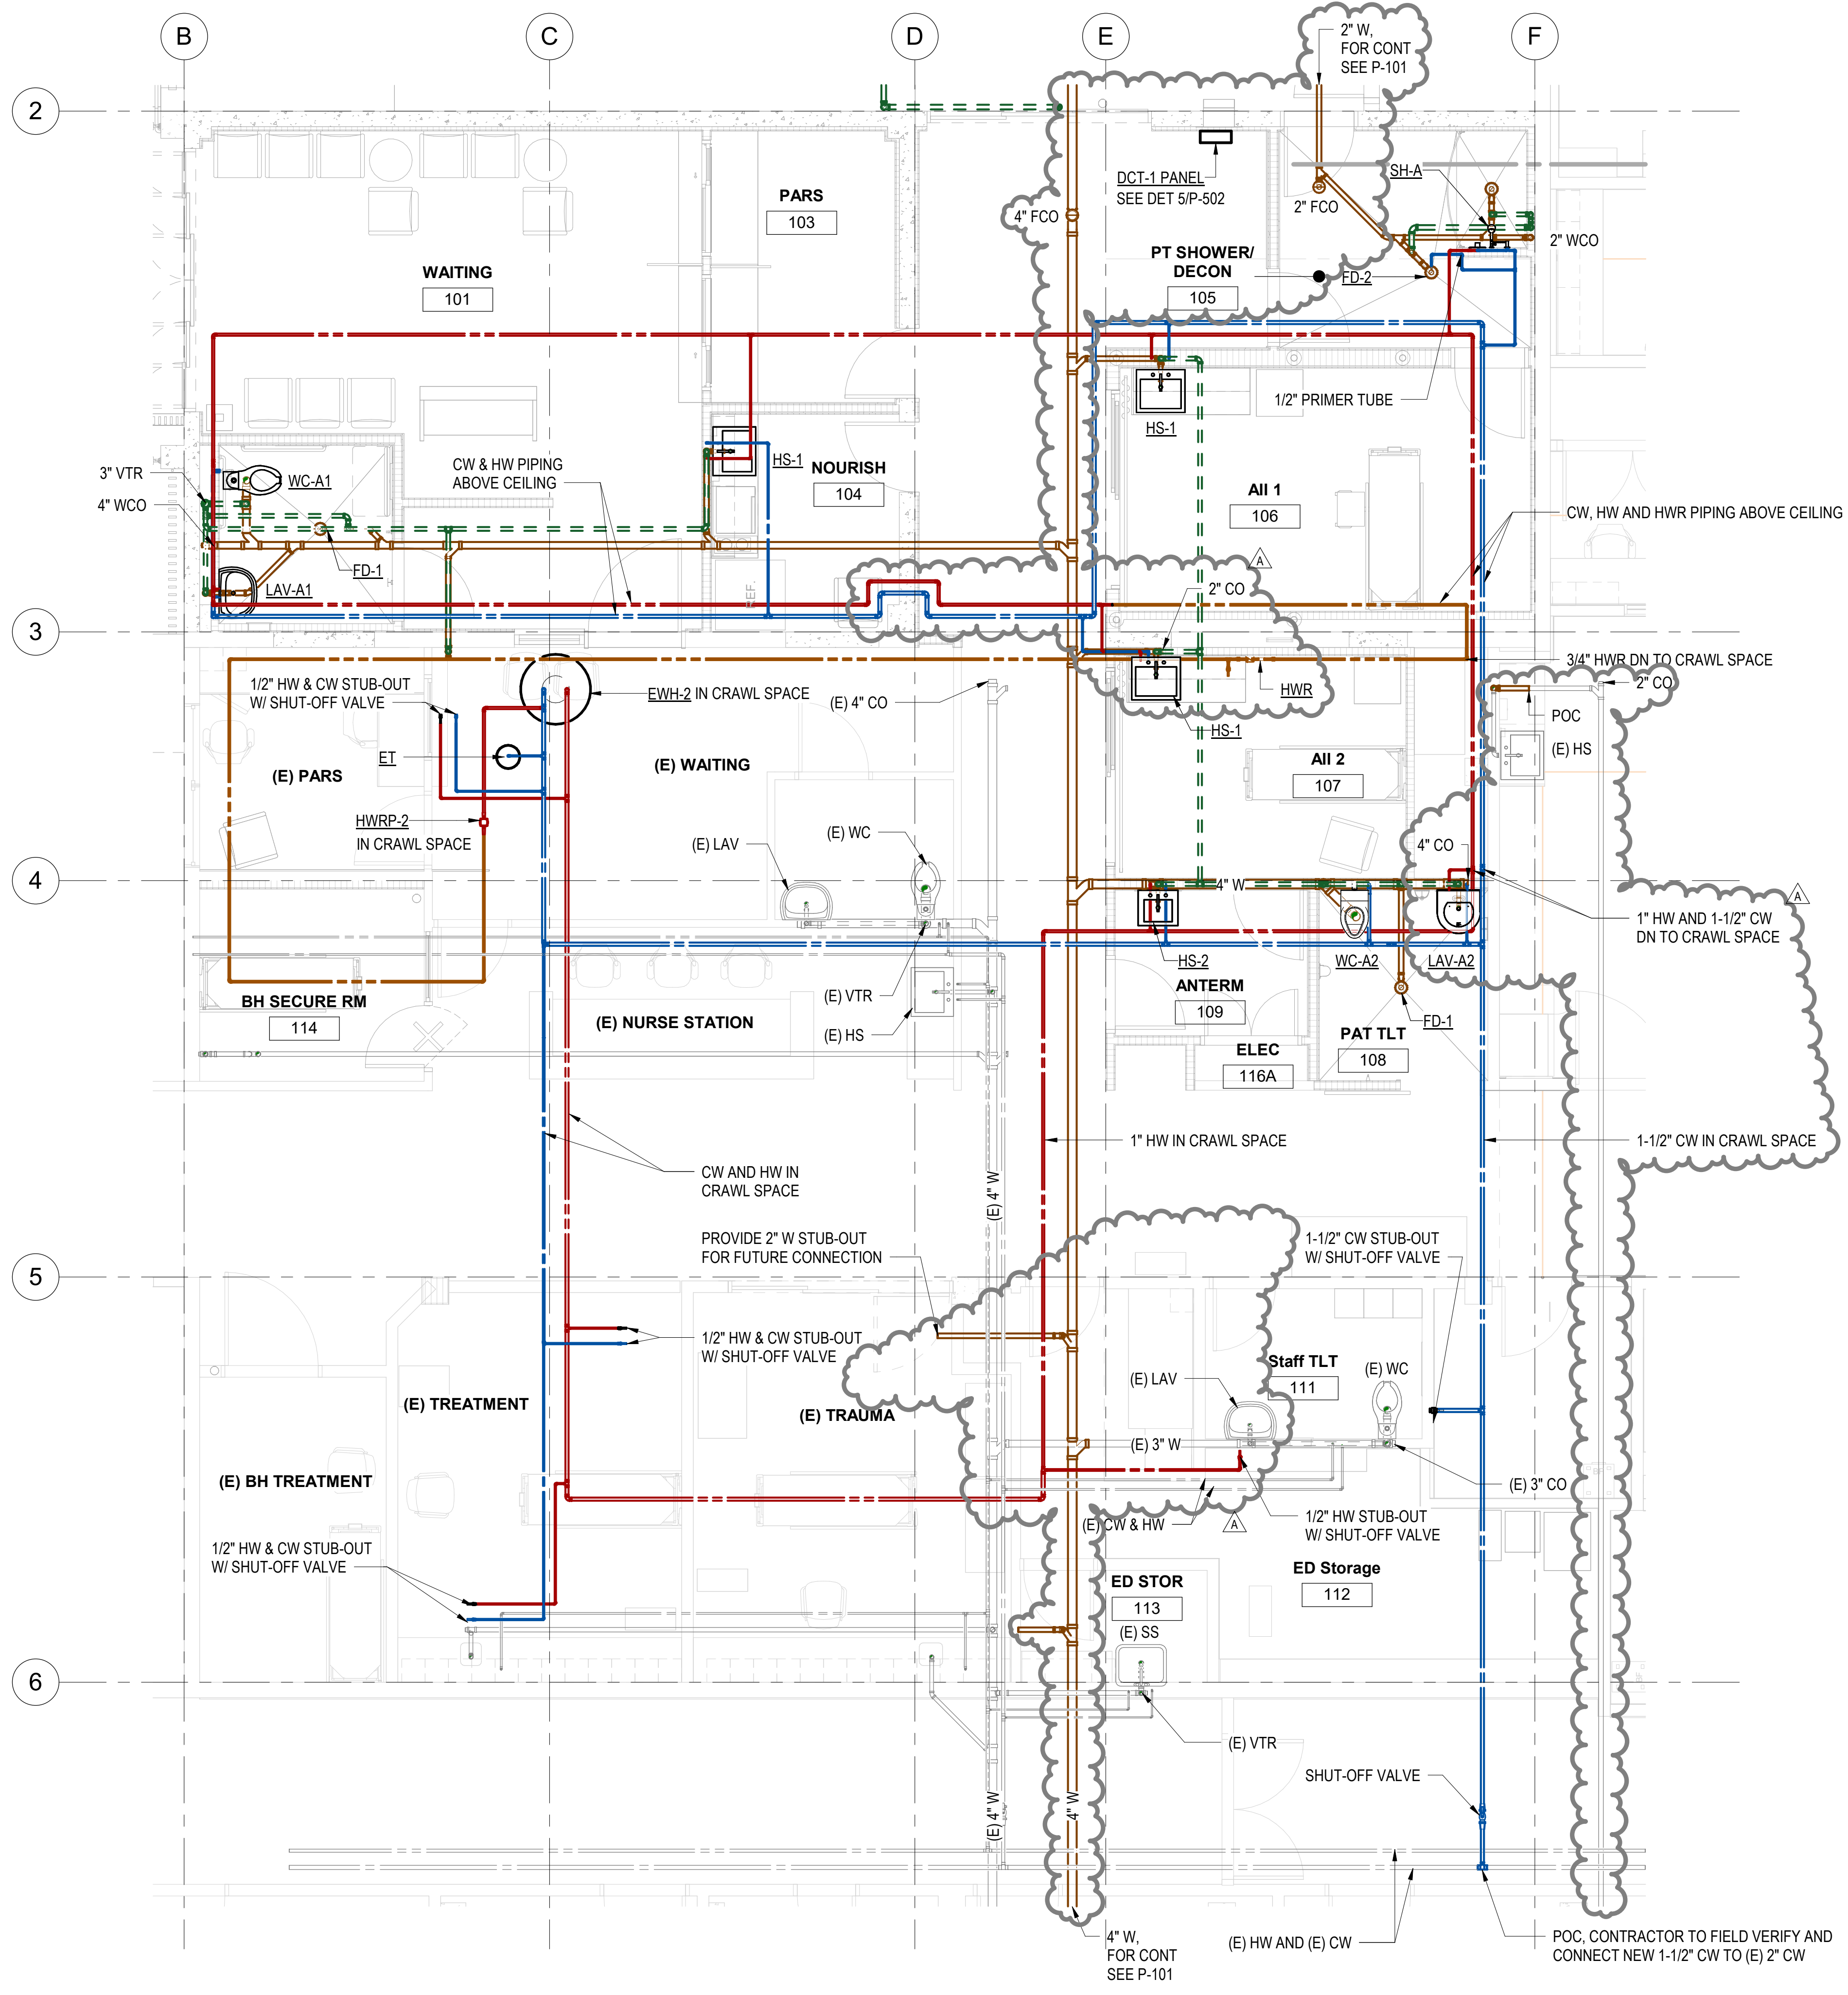 B
C
D
E
F
2" W,
FOR CONT
SEE P-101
2
DCT-1 PANEL
SEE DET 5/P-502
SH-A
2" FCO
PARS
103
4" FCO
2" WCO
PT SHOWER/
DECON
105
FD-2
WAITING
101
1/2" PRIMER TUBE
HS-1
HS-1
NOURISH
104
CW & HW PIPING
ABOVE CEILING
3" VTR
WC-A1
4" WCO
All 1
106
CW, HW AND HWR PIPING ABOVE CEILING
FD-1
LAV-A1
REF.
A
2" CO
3
3/4" HWR DN TO CRAWL SPACE
2" CO
1/2" HW & CW STUB-OUT
W/ SHUT-OFF VALVE
EWH-2 IN CRAWL SPACE
(E) 4" CO
HWR
POC
HS-1
(E) HS
ET
(E) PARS
(E) WAITING
All 2
107
HWRP-2
IN CRAWL SPACE
(E) LAV
(E) WC
4" CO
4
4" W
A
1" HW AND 1-1/2" CW
DN TO CRAWL SPACE
HS-2
WC-A2
LAV-A2
BH SECURE RM
114
(E) VTR
ANTERM
109
(E) NURSE STATION
(E) HS
FD-1
PAT TLT
108
ELEC
116A
1" HW IN CRAWL SPACE
1-1/2" CW IN CRAWL SPACE
CW AND HW IN
CRAWL SPACE
(E) 4" W
PROVIDE 2" W STUB-OUT
FOR FUTURE CONNECTION
1-1/2" CW STUB-OUT
W/ SHUT-OFF VALVE
5
1/2" HW & CW STUB-OUT
W/ SHUT-OFF VALVE
Staff TLT
111
(E) WC
(E) LAV
(E) TREATMENT
(E) TRAUMA
(E) 3" W
(E) BH TREATMENT
(E) 3" CO
(E) CW & HW
A
1/2" HW STUB-OUT
W/ SHUT-OFF VALVE
1/2" HW & CW STUB-OUT
W/ SHUT-OFF VALVE
ED STOR
113
ED Storage
112
(E) SS
6
(E) VTR
SHUT-OFF VALVE
(E) 4" W
4" W
4" W,
FOR CONT
SEE P-101
(E) HW AND (E) CW
POC, CONTRACTOR TO FIELD VERIFY AND
CONNECT NEW 1-1/2" CW TO (E) 2" CW